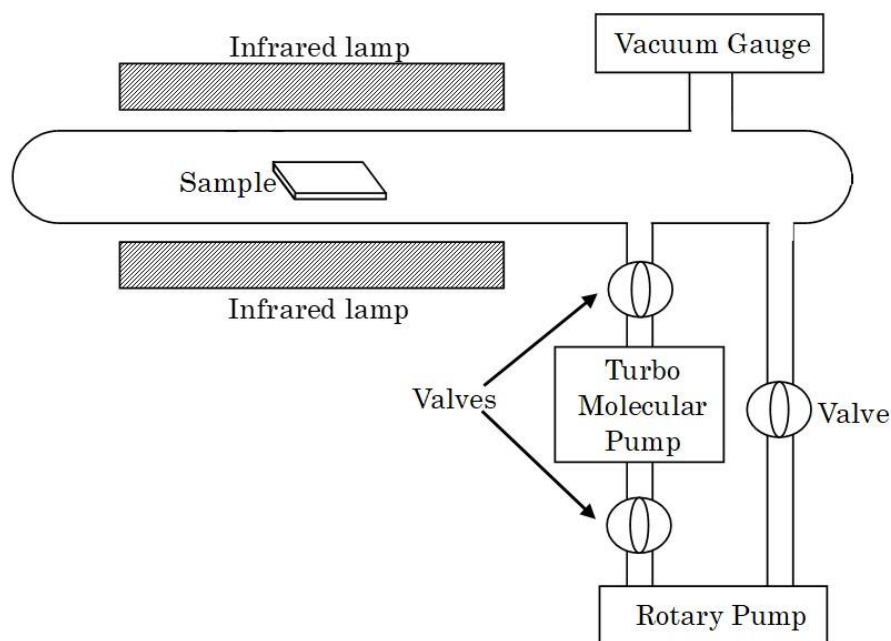 Infrared lamp
Vacuum Gauge
Sample
Infrared lamp
Valves
Turbo
Molecular
Pump
Valve
Rotary Pump